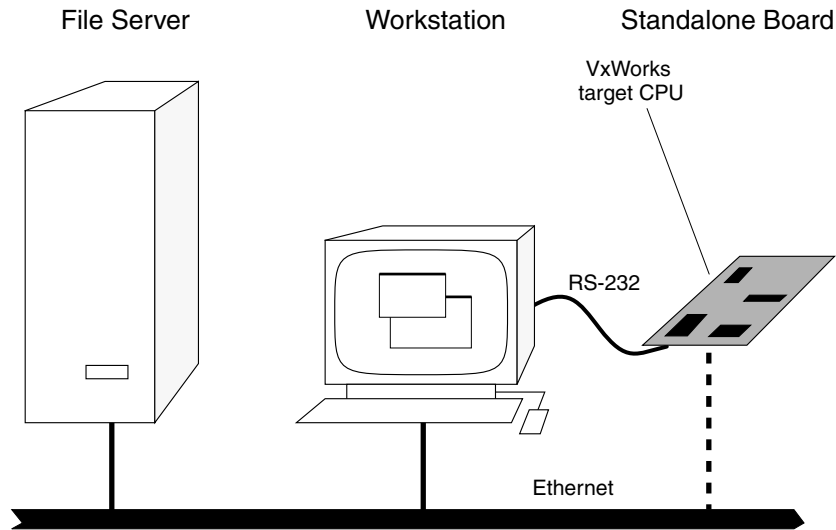 File Server
Workstation
Standalone Board
VxWorks
target CPU
RS-232
Ethernet